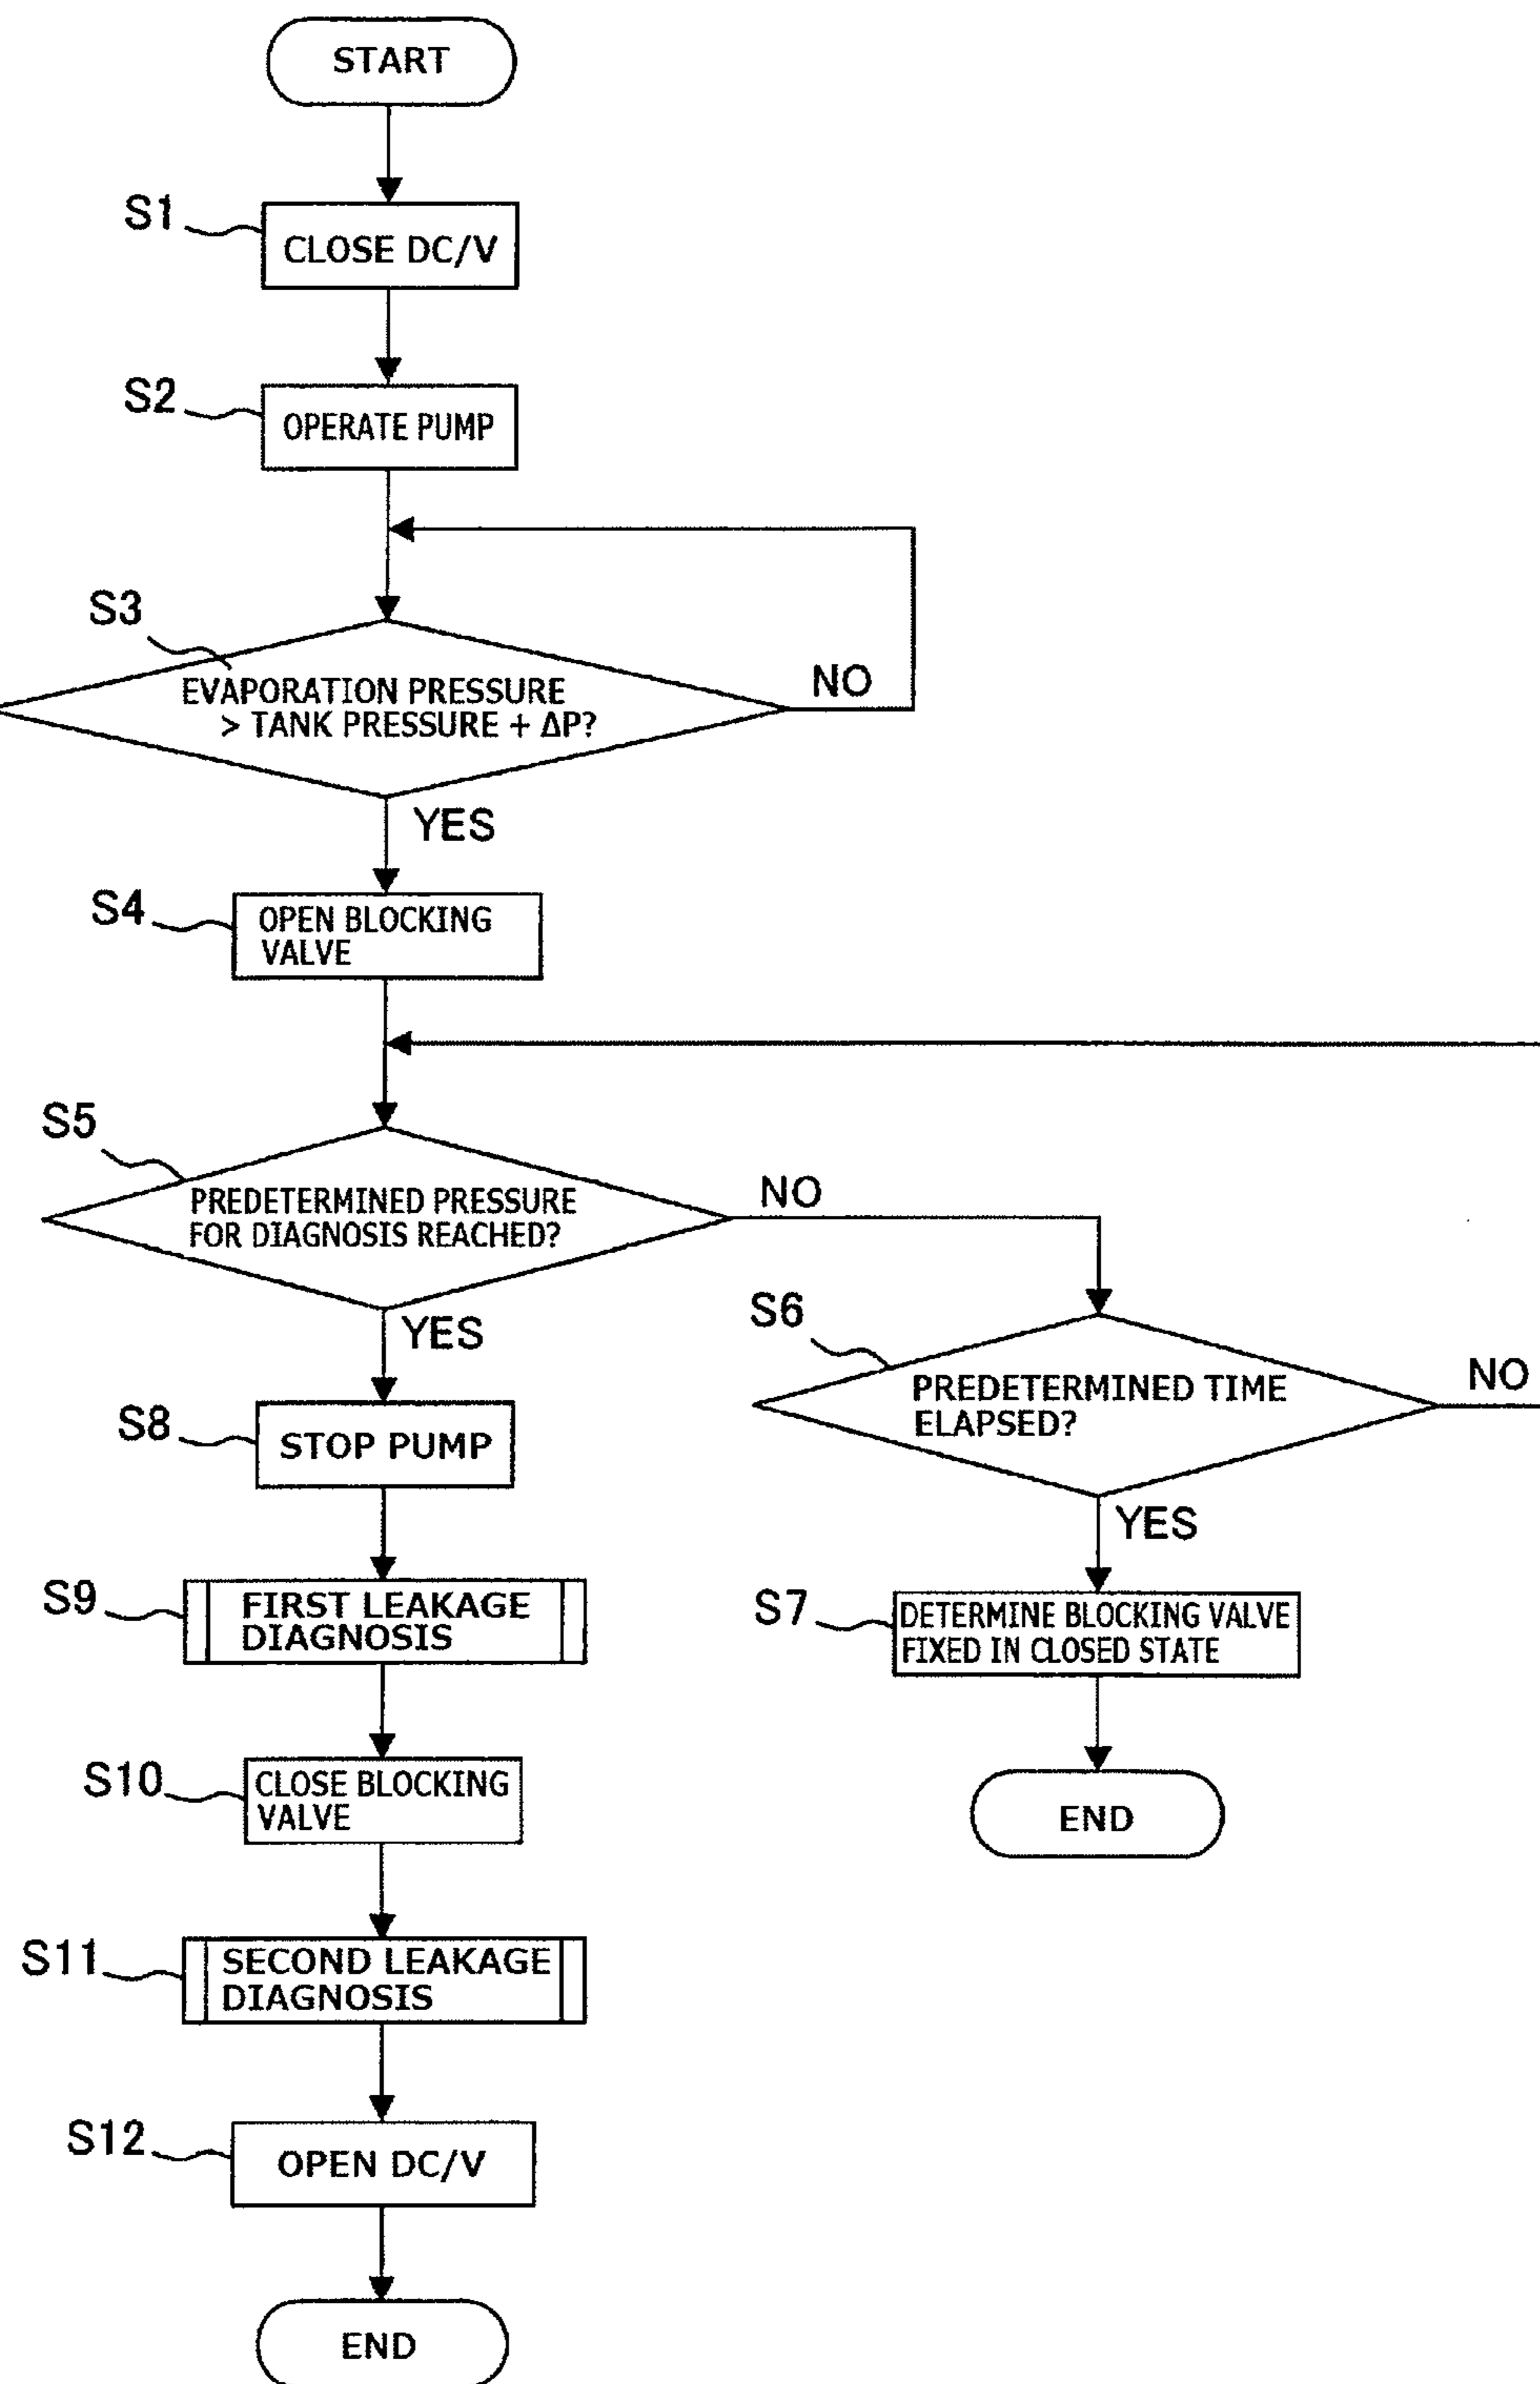 START
S1
CLOSE DC/V
S2
OPERATE PUMP
S3
EVAPORATION PRESSURE
> TANK PRESSURE + ΔP?
NO
YES
S4
OPEN BLOCKING
VALVE
S5
PREDETERMINED PRESSURE
FOR DIAGNOSIS REACHED?
NO
YES
S6
PREDETERMINED TIME
ELAPSED?
NO
YES
S7
DETERMINE BLOCKING VALVE
FIXED IN CLOSED STATE
END
S8
STOP PUMP
S9
FIRST LEAKAGE
DIAGNOSIS
S10
CLOSE BLOCKING
VALVE
S11
SECOND LEAKAGE
DIAGNOSIS
S12
OPEN DC/V
END